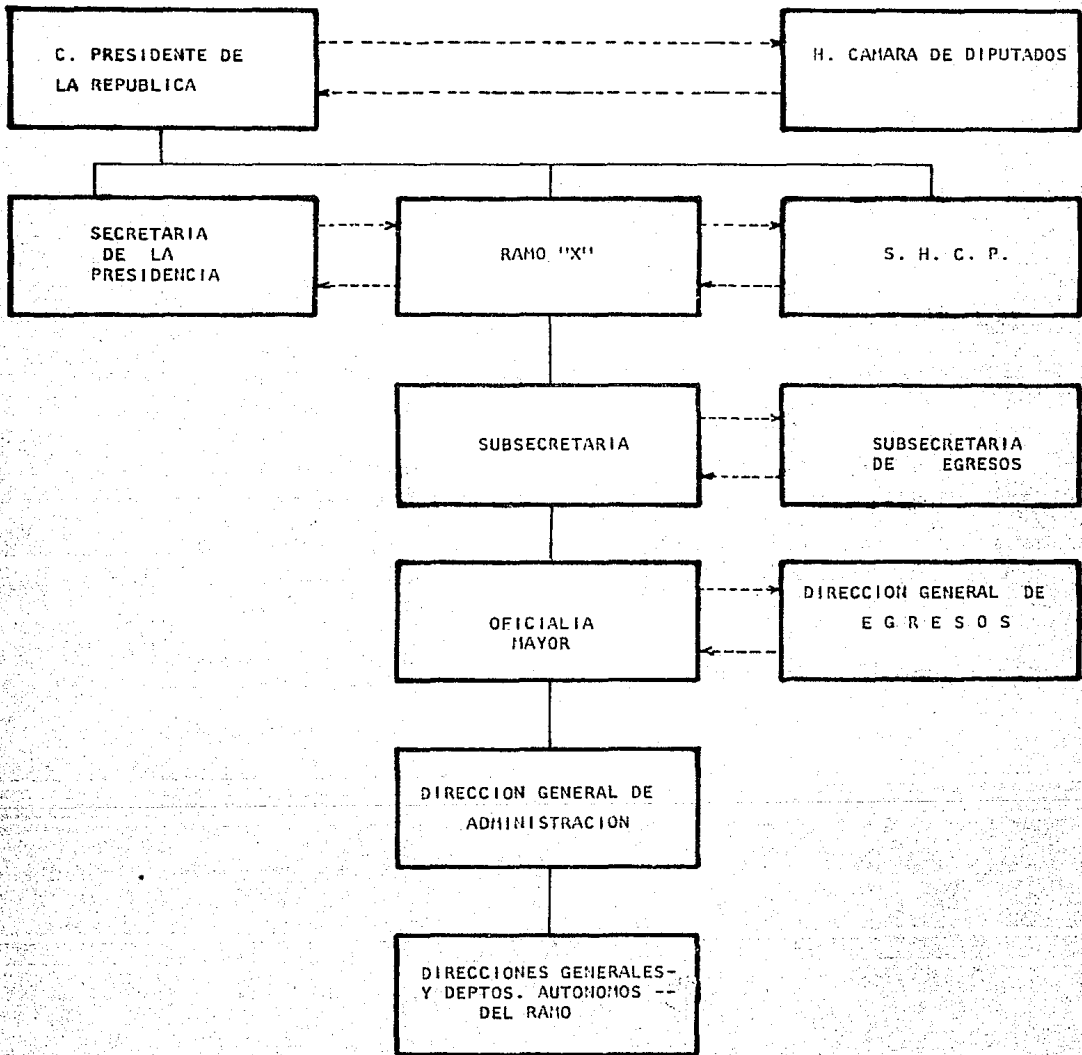 C. PRESIDENTE DE
LA REPUBLICA
H. CAMARA DE DIPUTADOS
SECRETARIA
DE LA
PRESIDENCIA
RAMO "X"
S. H. C. P.
SUBSECRETARIA
SUBSECRETARIA
DE EGRESOS
OFICIALIA
MAYOR
DIRECCION GENERAL DE
E G R E S O S
DIRECCION GENERAL DE
ADMINISTRACION
DIRECCIONES GENERALES-
Y DEPTOS. AUTONOMOS --
DEL RAMO